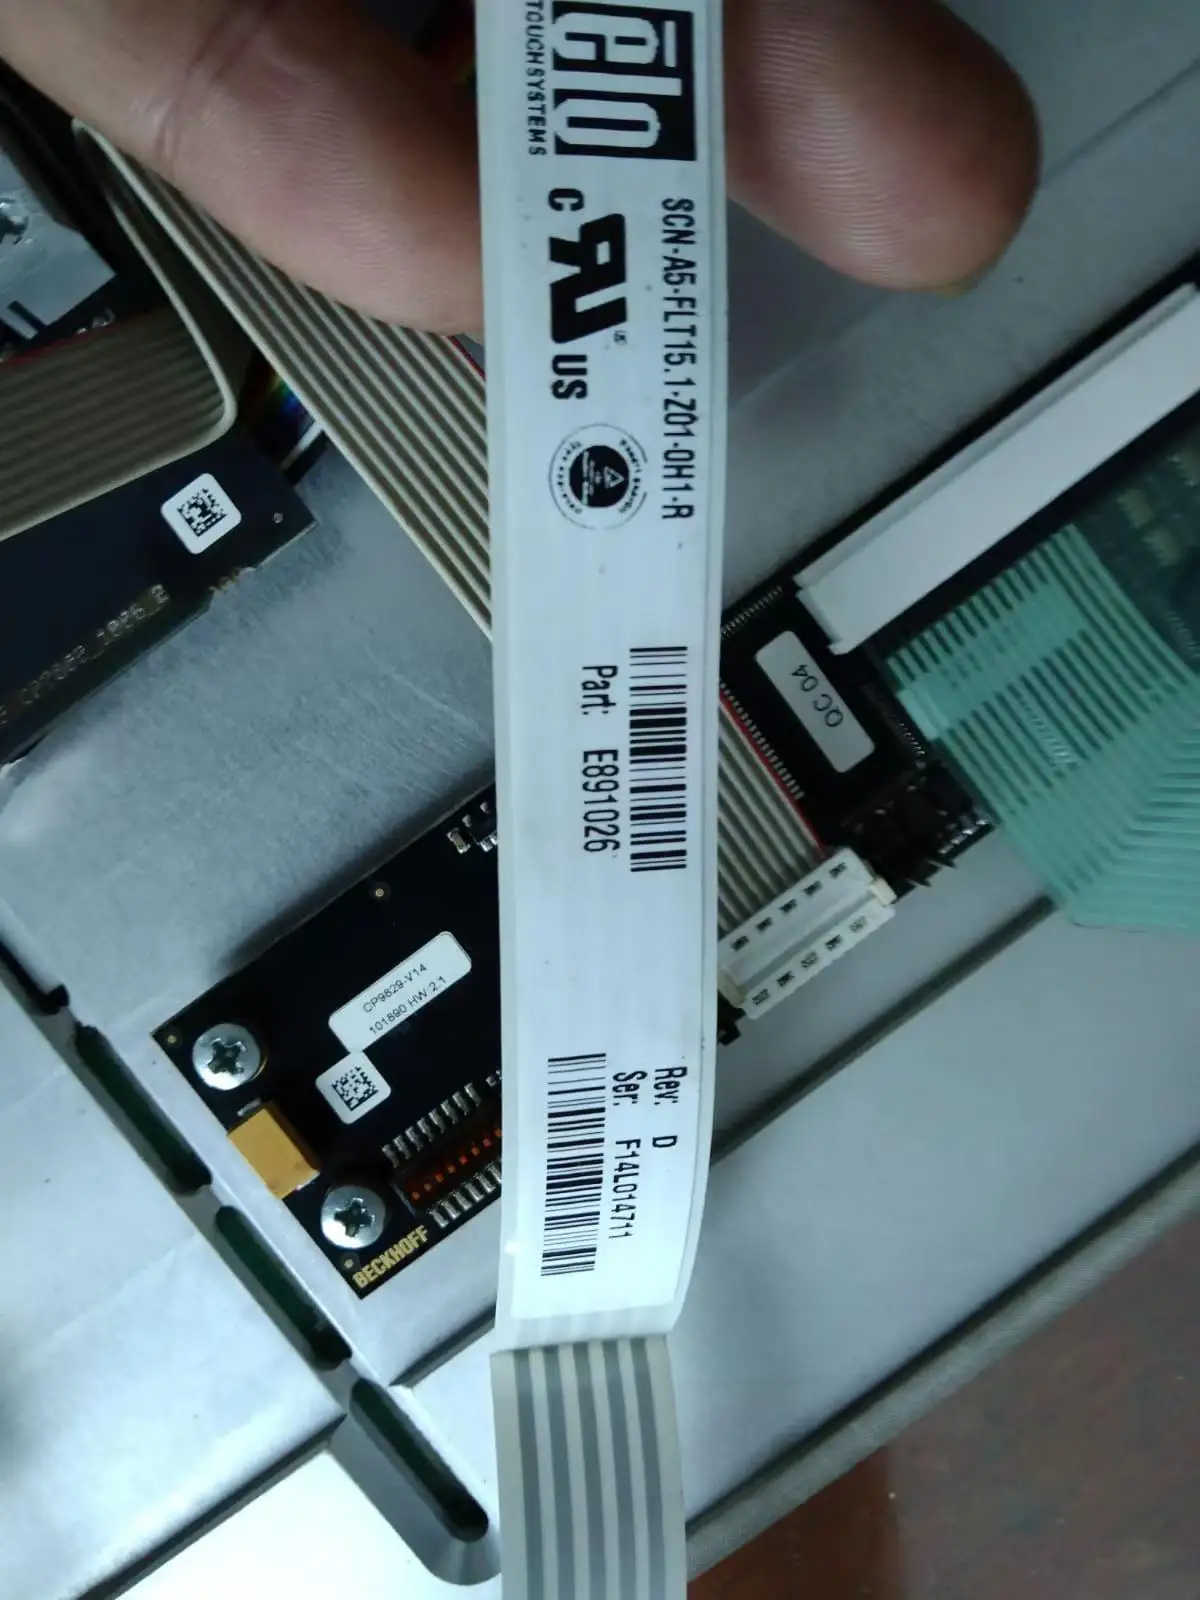 elo
TOUCHSYSTEMS
SCN-A5-FLT15.1-Z01-0H1-R
C
US
Part: E891026
Rev: D
Ser: F14L014711
QC 04
CP9829-V14
101890 HW:2.1
BECKHOFF